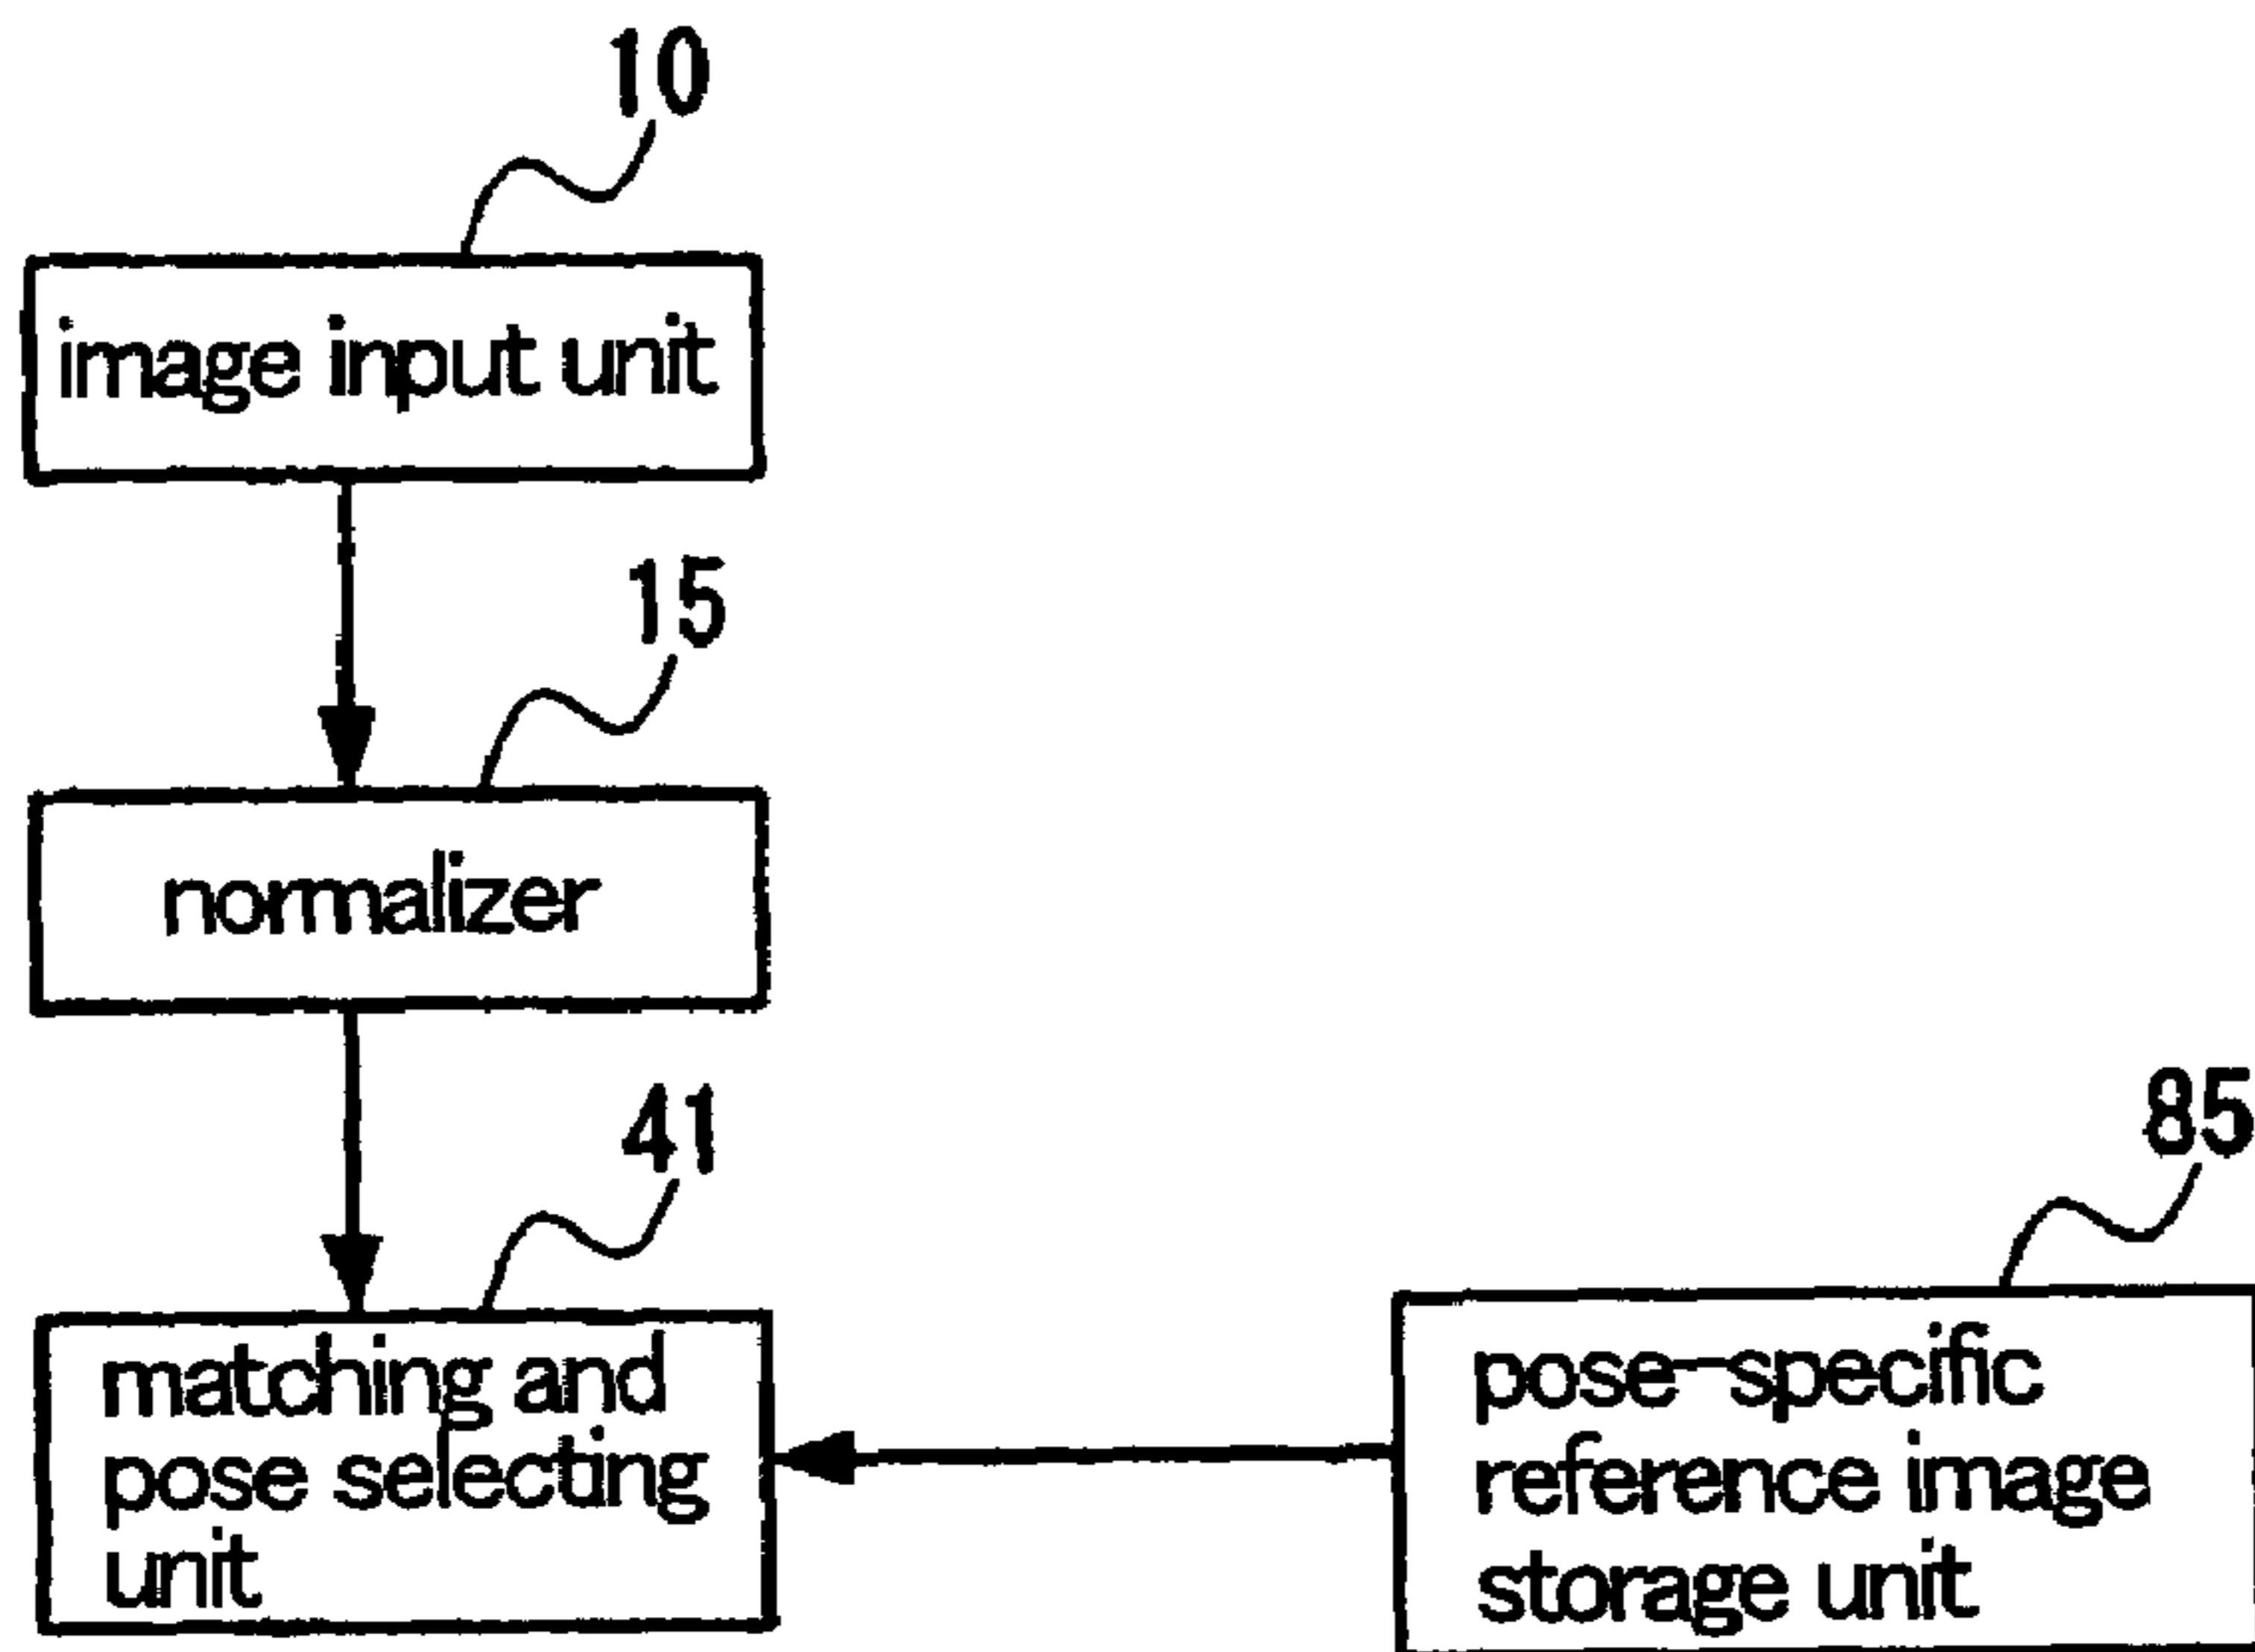 10
image input unit
15
normalizer
41
matching and
pose selecting
unit
85
pose-specific
reference image
storage unit